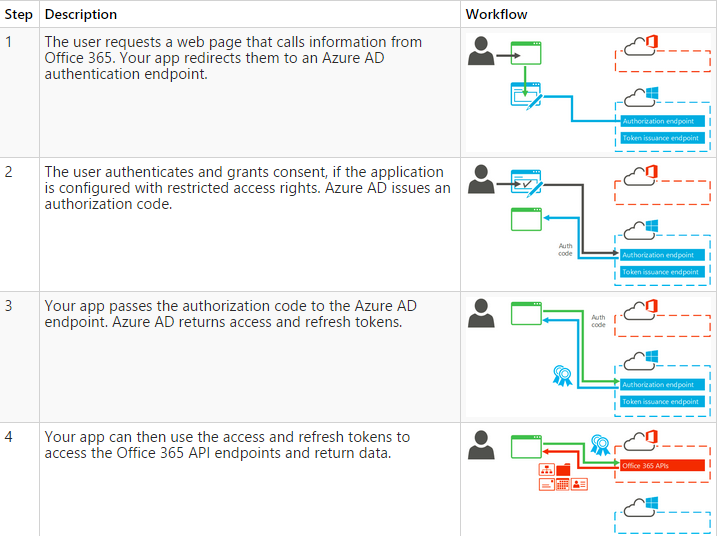 Step Description Workflow
1 The user requests a web page that calls information from
Office 365. Your app redirects them to an Azure AD
authentication endpoint.
Authorization endpoint
Token issuance endpoint
2 The user authenticates and grants consent, if the application
is configured with restricted access rights. Azure AD issues an
authorization code.
Auth
code
Authorization endpoint
Token issuance endpoint
3 Your app passes the authorization code to the Azure AD
endpoint. Azure AD returns access and refresh tokens.
Auth
code
Authorization endpoint
Token issuance endpoint
4 Your app can then use the access and refresh tokens to
access the Office 365 API endpoints and return data.
Office 365 APIs